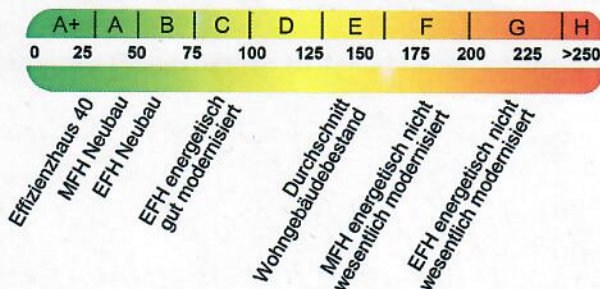 A+ A B C D E F G H
0 25 50 75 100 125 150 175 200 225 >250
Effizienzhaus 40
MFH Neubau
EFH Neubau
EFH energetisch
gut modernisiert
Durchschnitt
Wohngebäudebestand
MFH energetisch nicht
wesentlich modernisiert
EFH energetisch nicht
wesentlich modernisiert